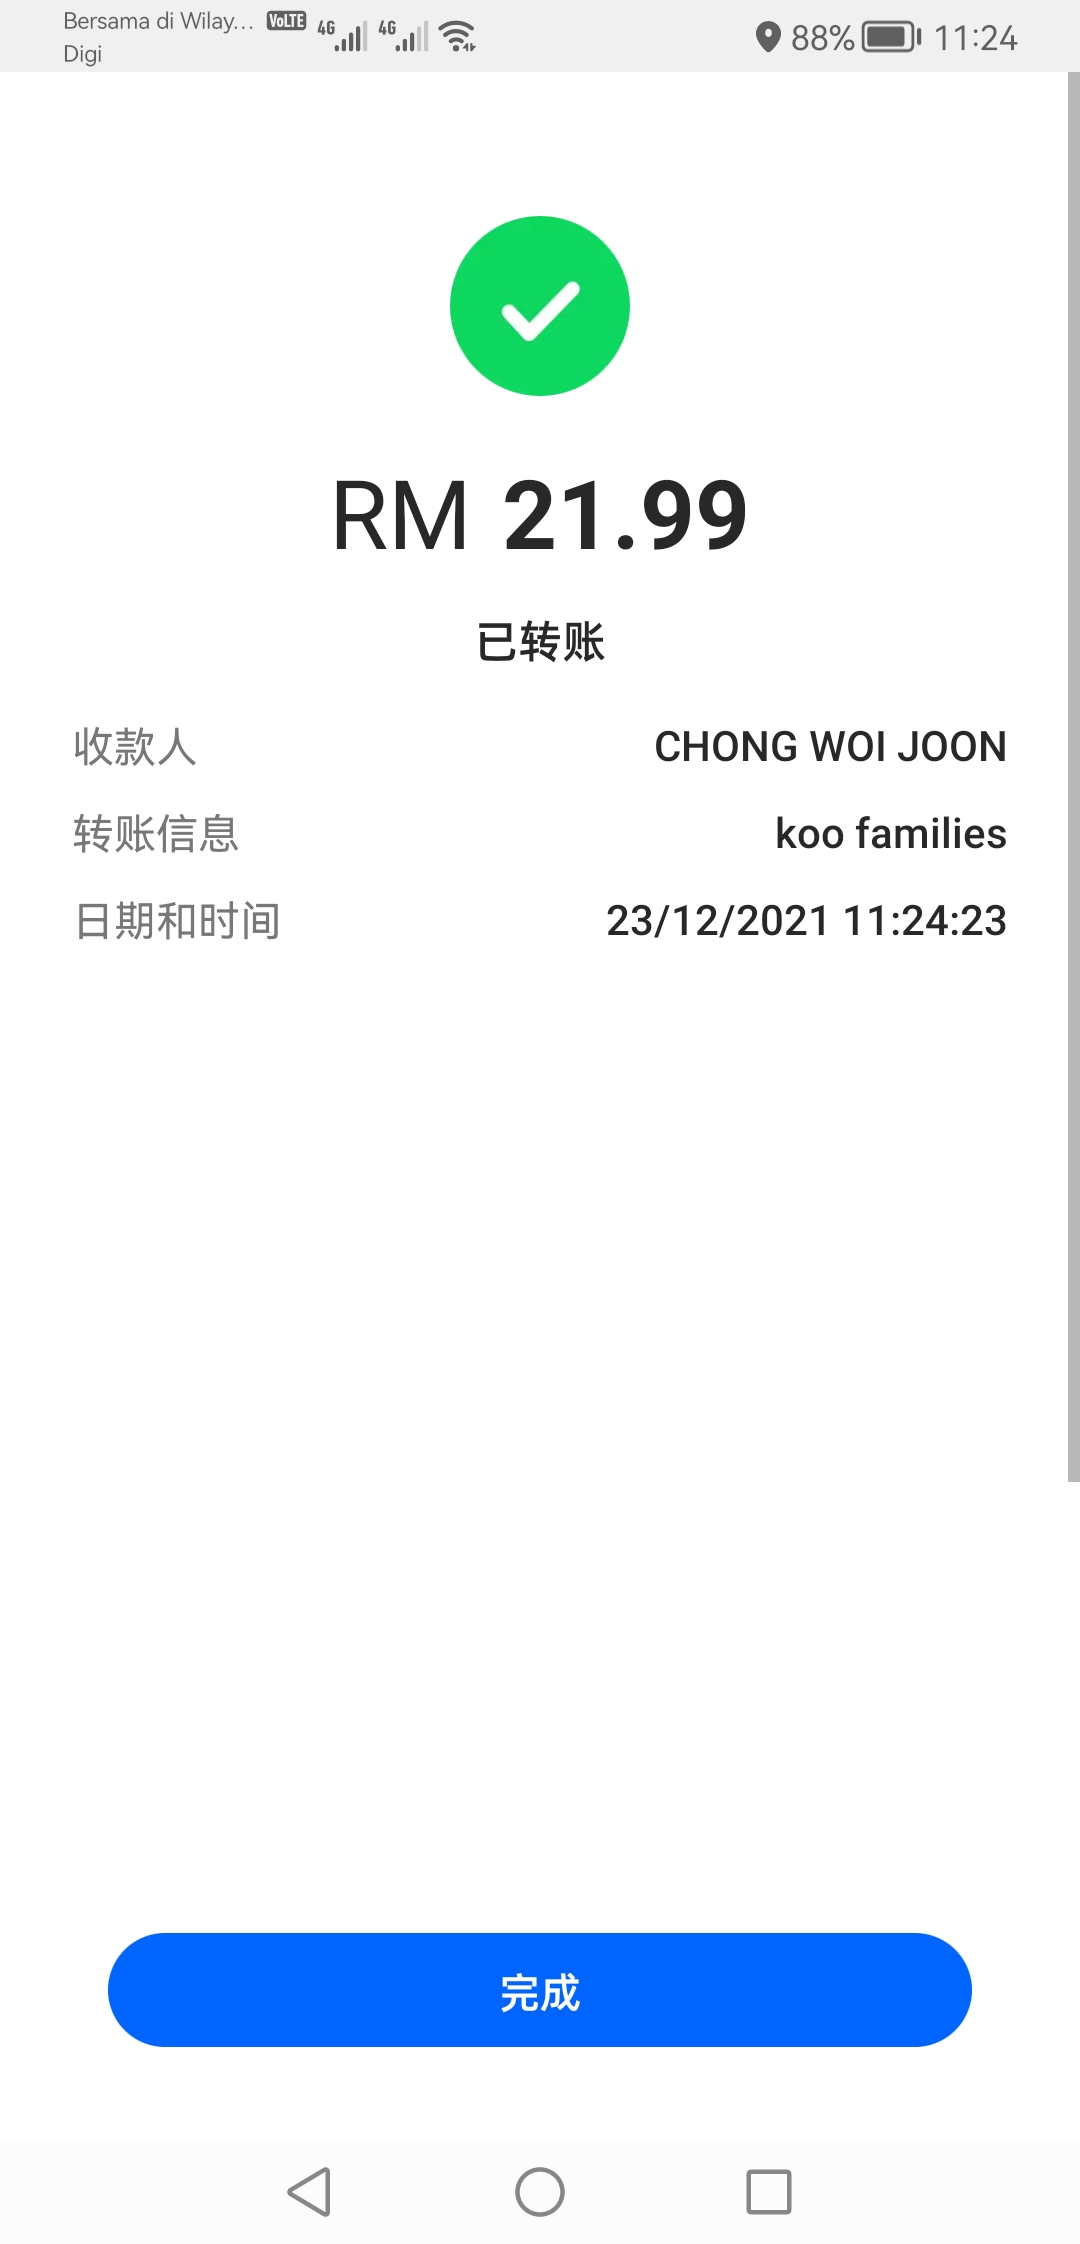 Bersama di Wilay... VoLTE 4G 4G 88% 11:24
Digi
RM 21.99
已转账
收款人 CHONG WOI JOON
转账信息 koo families
日期和时间 23/12/2021 11:24:23
完成